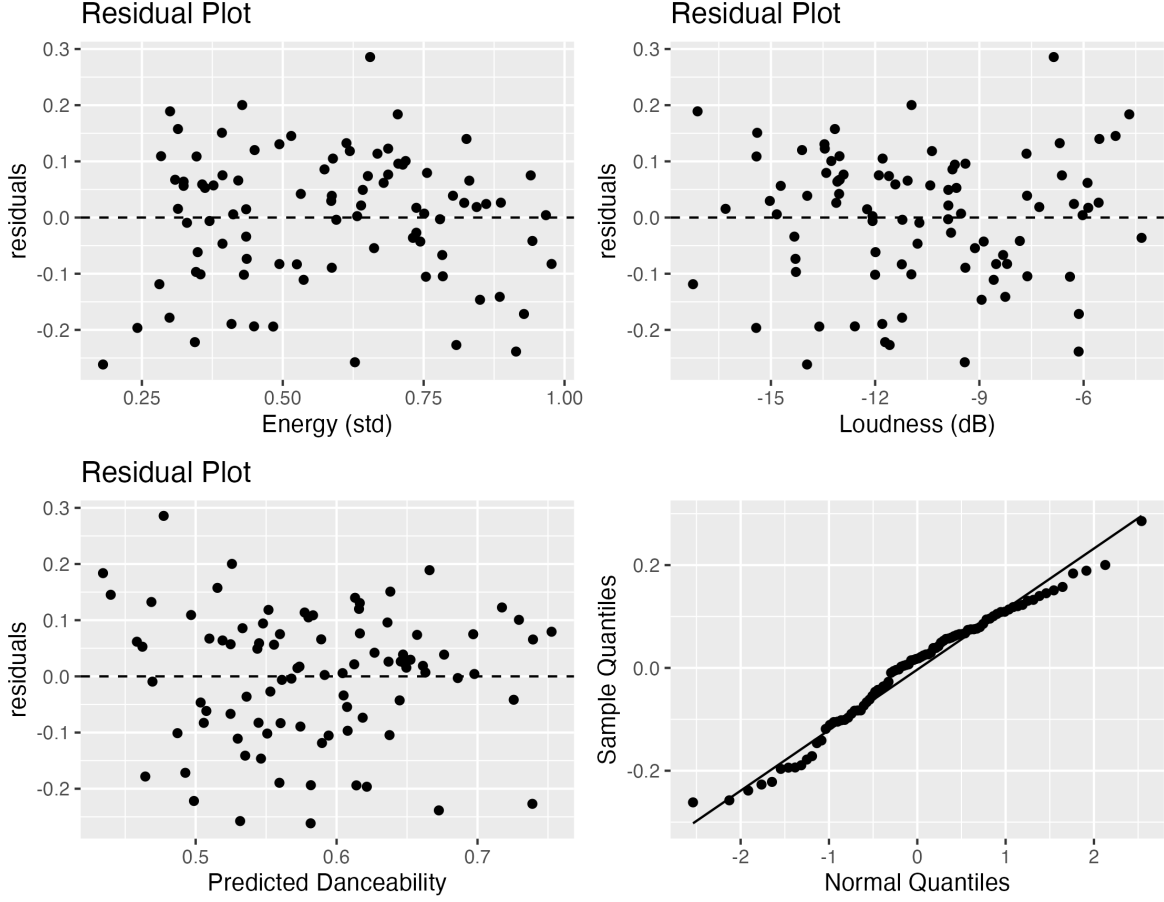 Residual Plot
0.3
0.2
0.1
0.0
-0.1
-0.2
residuals
0.25 0.50 0.75 1.00
Energy (std)
Residual Plot
0.3
0.2
0.1
0.0
-0.1
-0.2
residuals
-15 -12 -9 -6
Loudness (dB)
Residual Plot
0.3
0.2
0.1
0.0
-0.1
-0.2
residuals
0.5 0.6 0.7
Predicted Danceability
0.2
0.0
-0.2
Sample Quantiles
-2 -1 0 1 2
Normal Quantiles